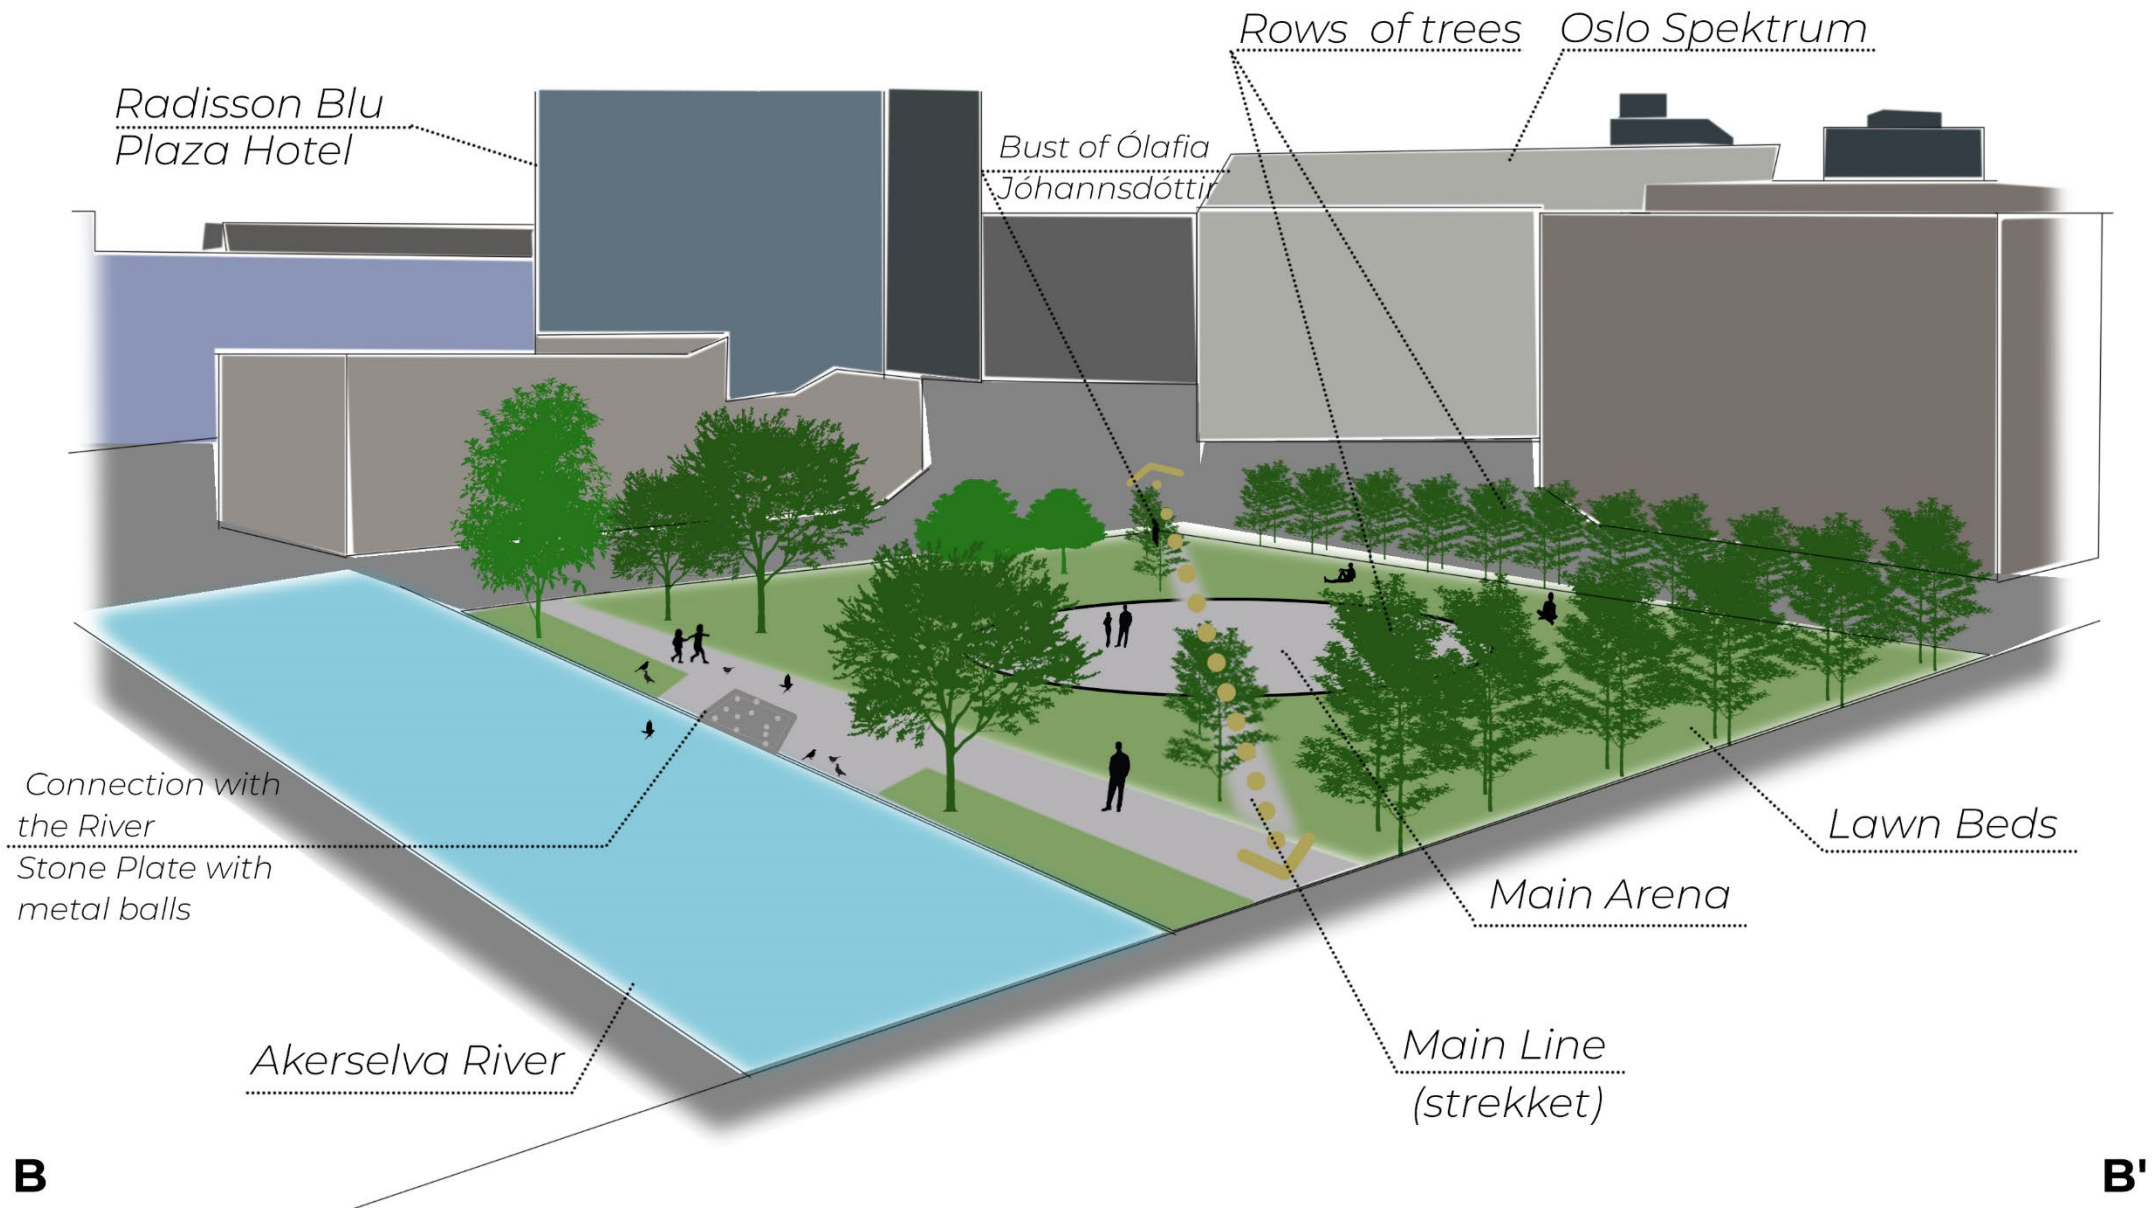 Rows of trees
Oslo Spektrum
Radisson Blu
Plaza Hotel
Bust of Ólafia
Jóhannsdóttir
Connection with
the River
Stone Plate with
metal balls
Lawn Beds
Main Arena
Akerselva River
Main Line
(strekket)
B
B'